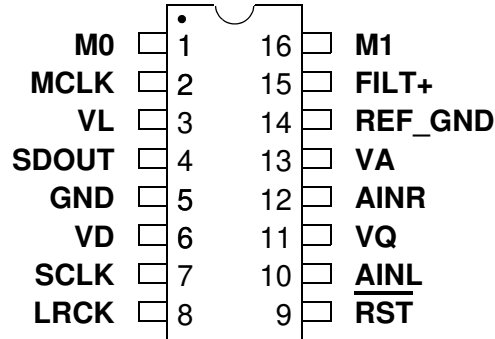 M0 1 16 M1
MCLK 2 15 FILT+
VL 3 14 REF_GND
SDOUT 4 13 VA
GND 5 12 AINR
VD 6 11 VQ
SCLK 7 10 AINL
LRCK 8 9 R̅S̅T̅